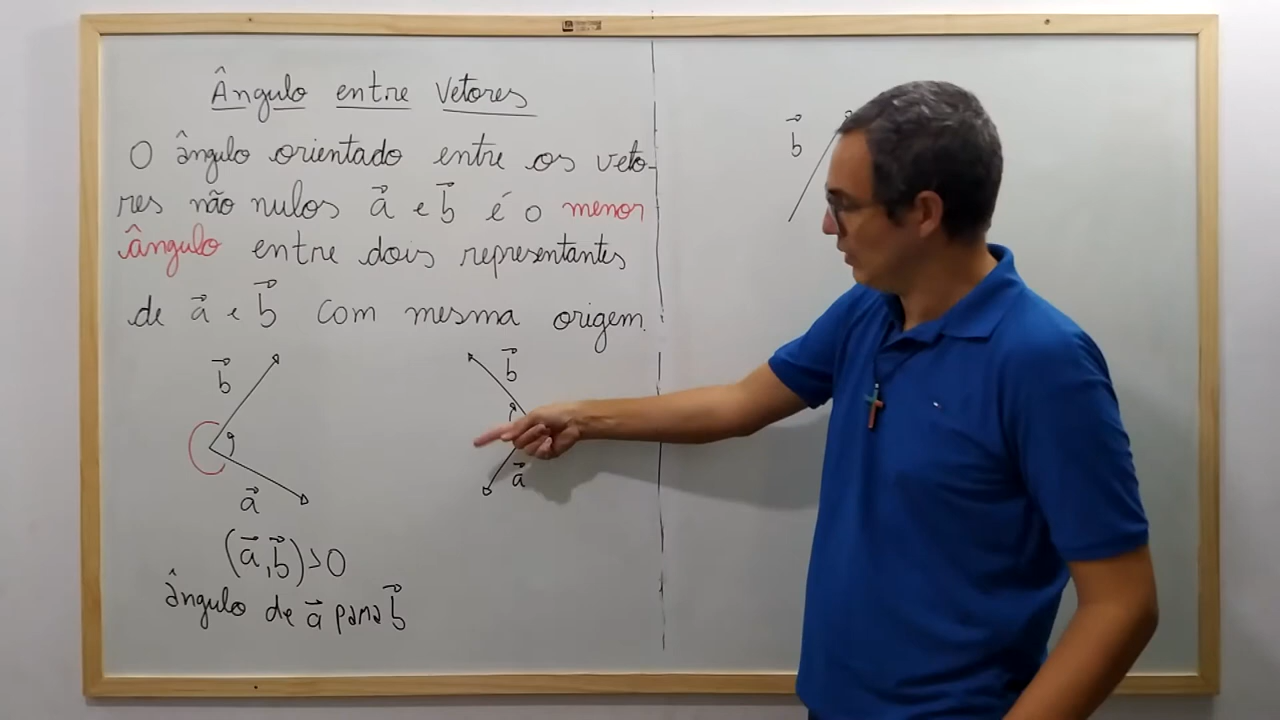 Ângulo entre Vetores
O ângulo orientado entre os veto-
res não nulos a⃗ e b⃗ é o menor
ângulo entre dois representantes
de a⃗ e b⃗ com mesma origem.
b⃗
a⃗
(a⃗,b⃗)>0
ângulo de a⃗ para b⃗
b⃗
a⃗
b⃗